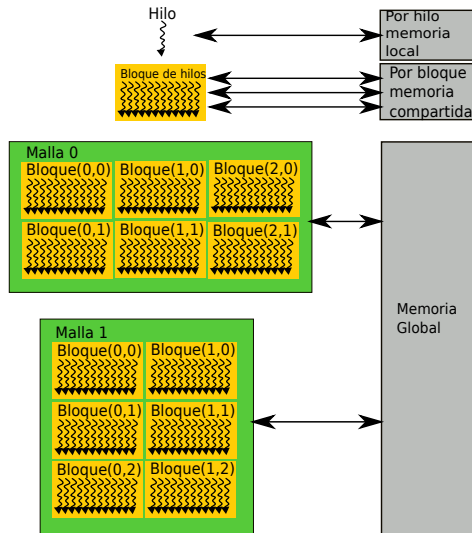 Hilo
Por hilo
memoria
local
Bloque de hilos
Por bloque
memoria
compartida
Malla 0
Bloque(0,0) Bloque(1,0) Bloque(2,0)
Bloque(0,1) Bloque(1,1) Bloque(2,1)
Memoria
Global
Malla 1
Bloque(0,0) Bloque(1,0)
Bloque(0,1) Bloque(1,1)
Bloque(0,2) Bloque(1,2)